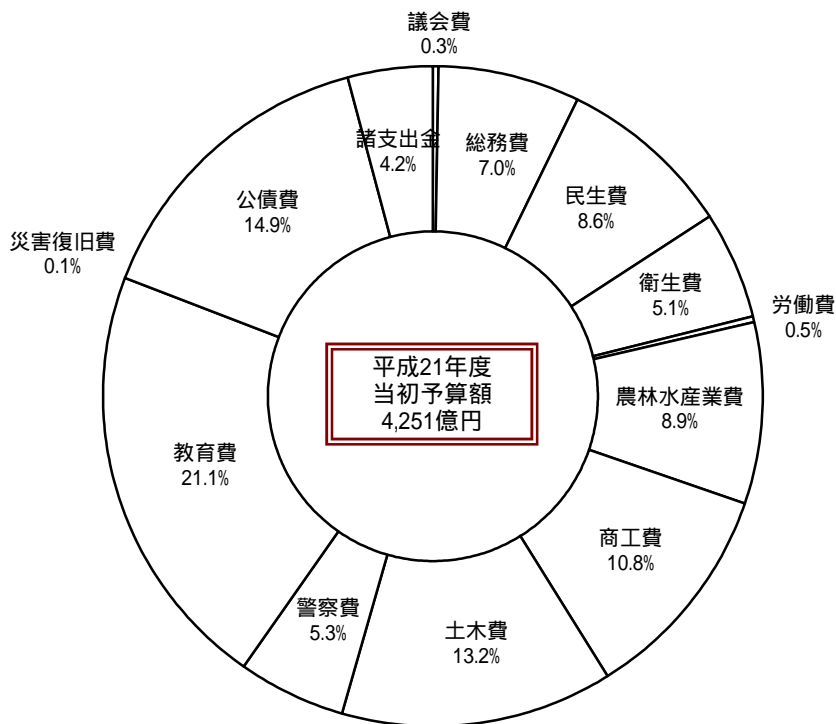 議会費
0.3%
総務費
7.0%
民生費
8.6%
衛生費
5.1%
労働費
0.5%
農林水産業費
8.9%
商工費
10.8%
土木費
13.2%
警察費
5.3%
教育費
21.1%
災害復旧費
0.1%
公債費
14.9%
諸支出金
4.2%
平成21年度
当初予算額
4,251億円